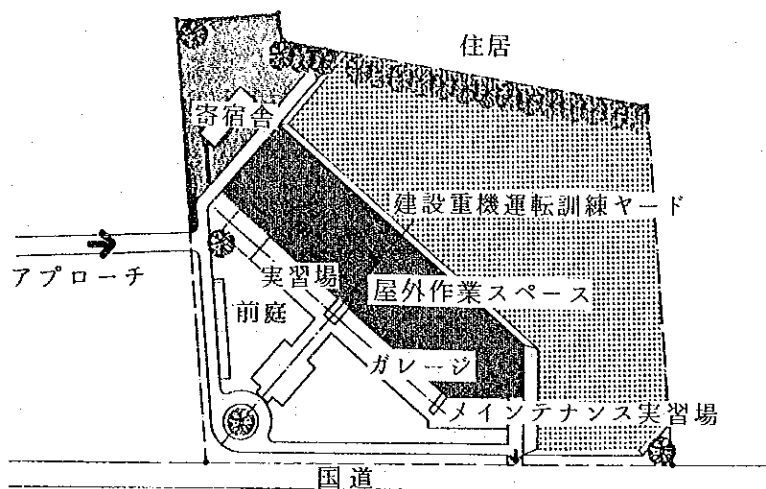 住居
寄宿舎
建設重機運転訓練ヤード
アプローチ
実習場
屋外作業スペース
前庭
ガレージ
メインテナンス実習場
国道